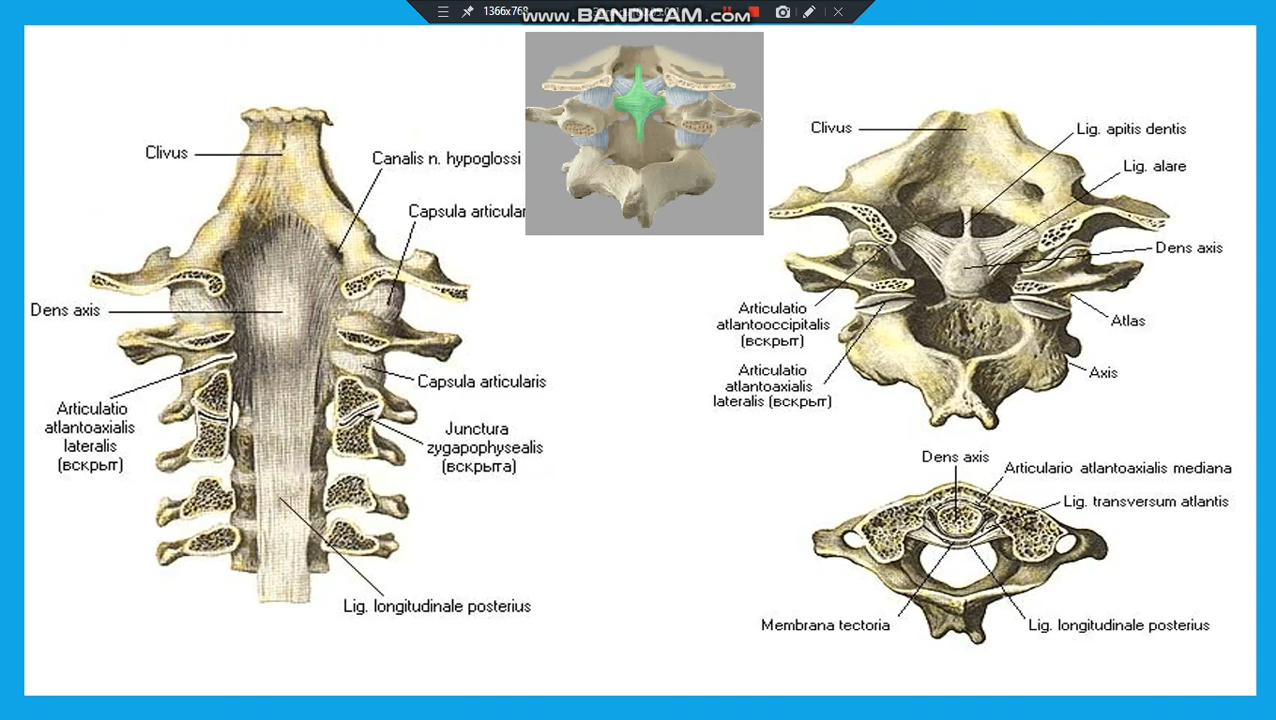 1366x768
www.BANDICAM.com
Clivus
Canalis n. hypoglossi
Capsula articular
Dens axis
Capsula articularis
Articulatio
atlantoaxialis
lateralis
(вскрыт)
Junctura
zygapophysealis
(вскрыта)
Lig. longitudinale posterius
Clivus
Lig. apitis dentis
Lig. alare
Dens axis
Articulatio
atlantooccipitalis
(вскрыт)
Atlas
Articulatio
atlantoaxialis
lateralis (вскрыт)
Axis
Dens axis
Articulario atlantoaxialis mediana
Lig. transversum atlantis
Membrana tectoria
Lig. longitudinale posterius